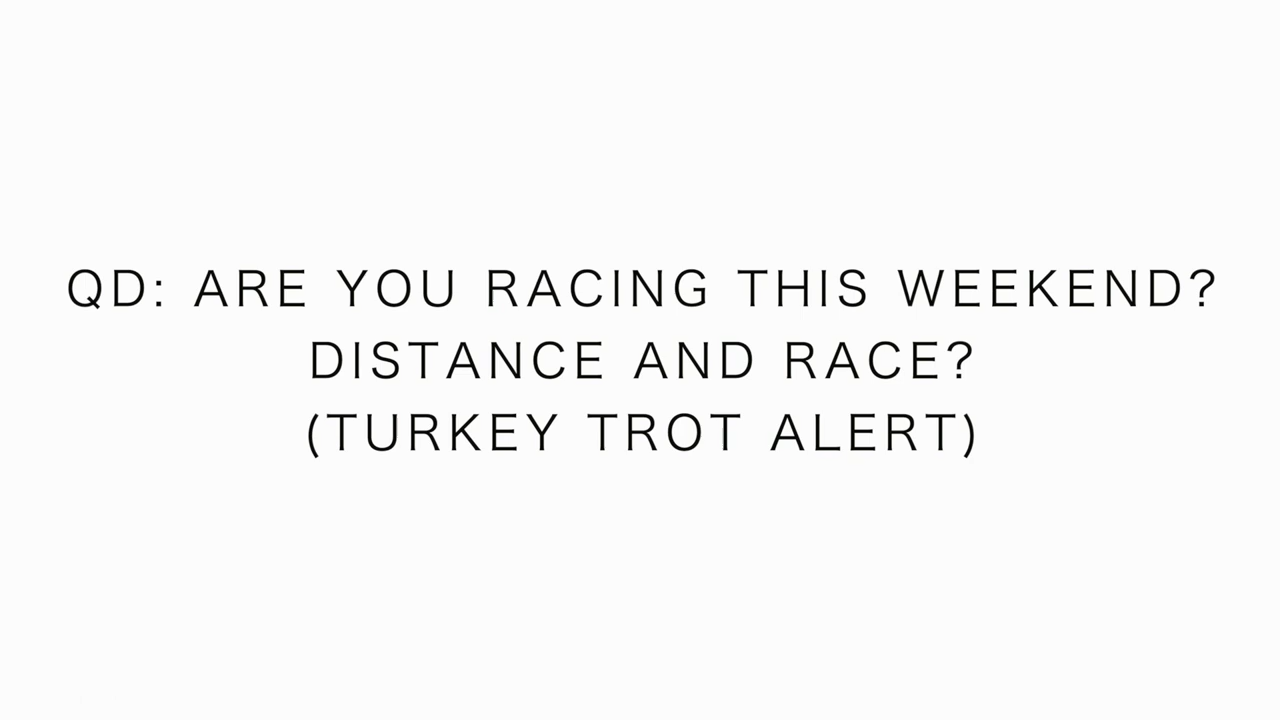 QD: ARE YOU RACING THIS WEEKEND?
DISTANCE AND RACE?
(TURKEY TROT ALERT)